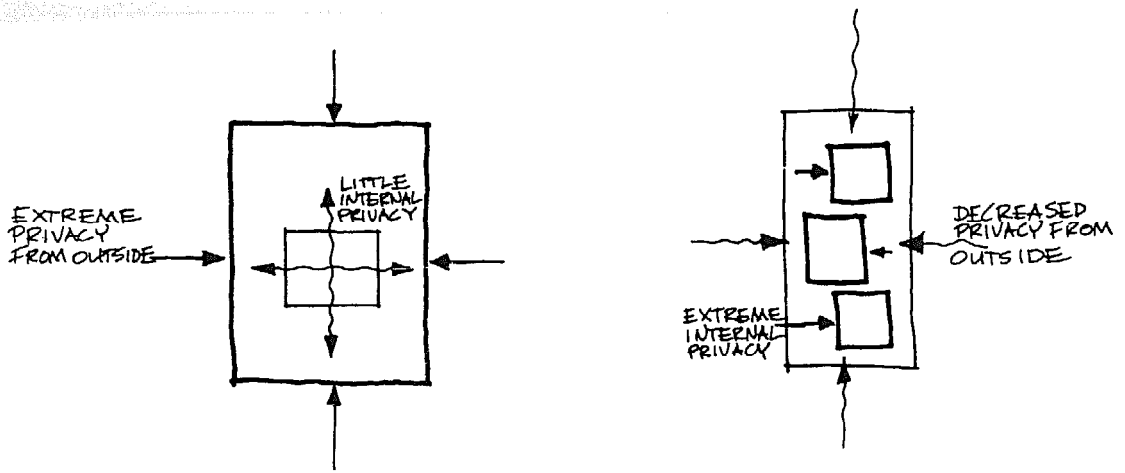 EXTREME
PRIVACY
FROM OUTSIDE
LITTLE
INTERNAL
PRIVACY
DECREASED
PRIVACY FROM
OUTSIDE
EXTREME
INTERNAL
PRIVACY